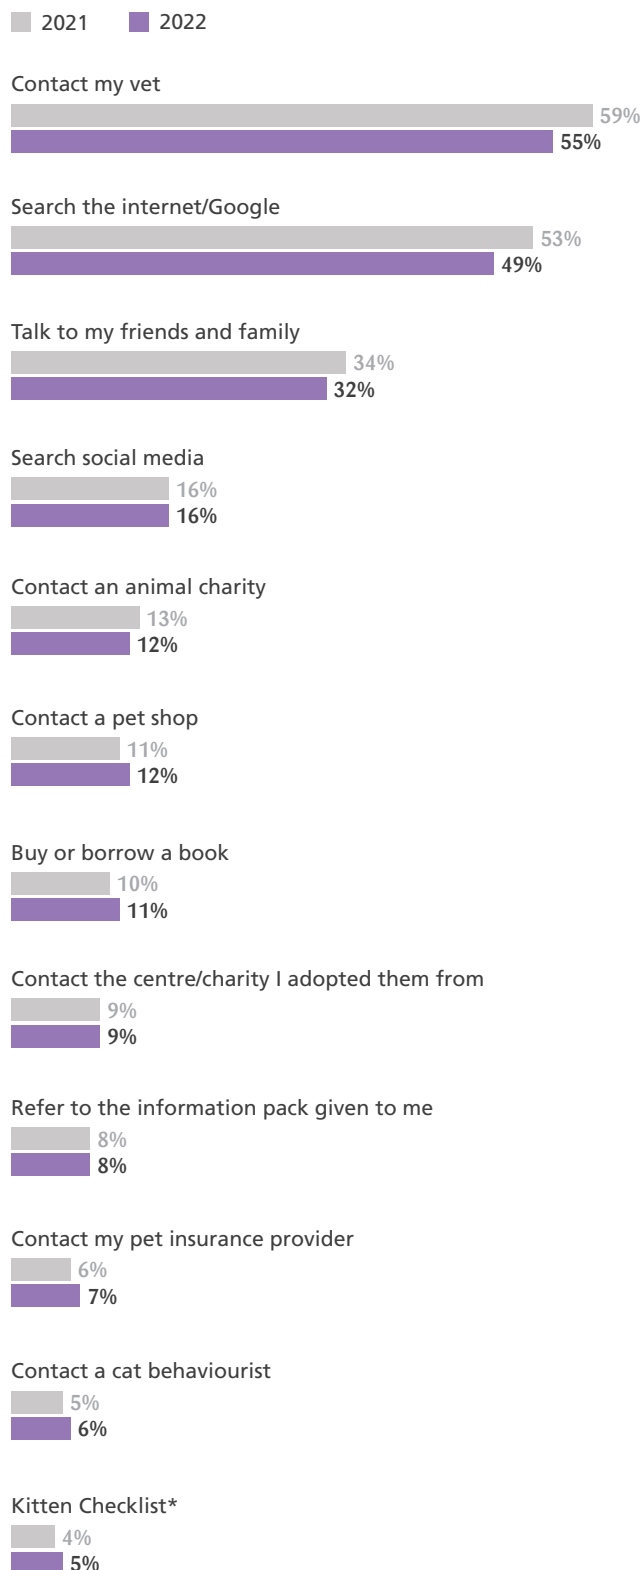 2021 2022
Contact my vet
59%
55%
Search the internet/Google
53%
49%
Talk to my friends and family
34%
32%
Search social media
16%
16%
Contact an animal charity
13%
12%
Contact a pet shop
11%
12%
Buy or borrow a book
10%
11%
Contact the centre/charity I adopted them from
9%
9%
Refer to the information pack given to me
8%
8%
Contact my pet insurance provider
6%
7%
Contact a cat behaviourist
5%
6%
Kitten Checklist*
4%
5%